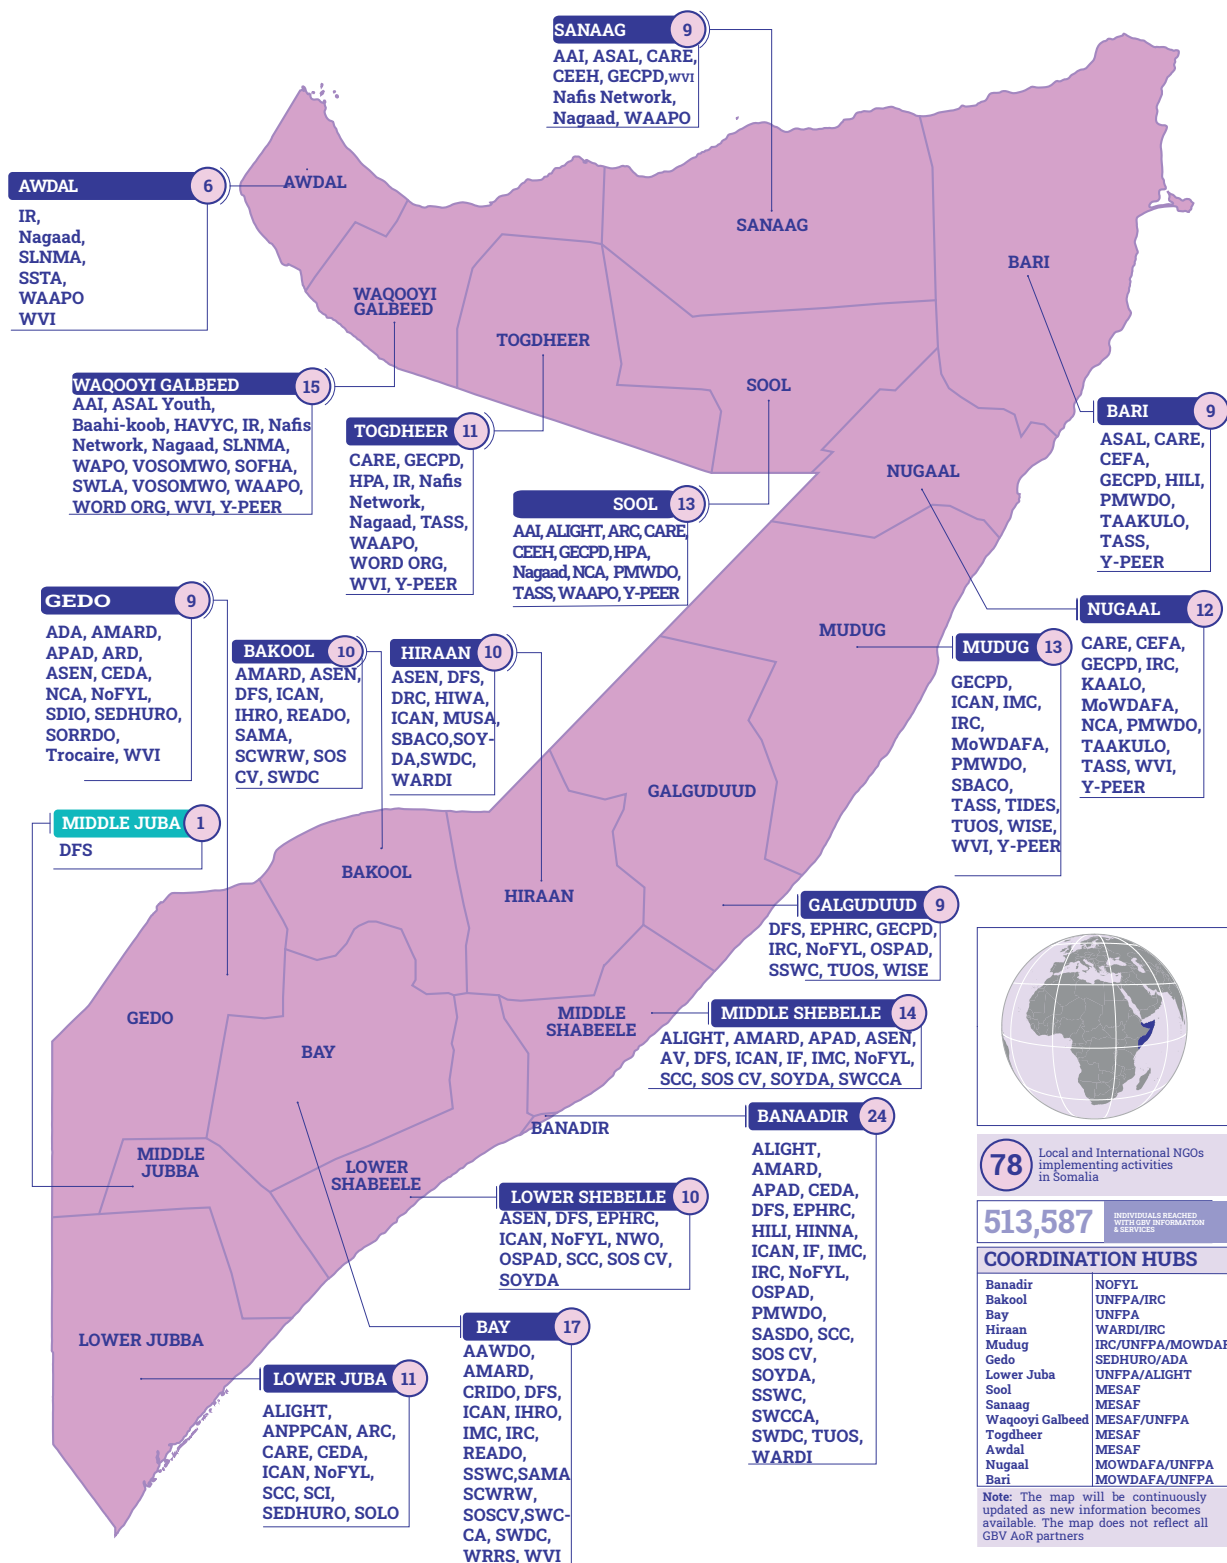 SANAAG 9
AAI, ASAL, CARE,
CEEH, GECPD,WVI
Nafis Network,
Nagaad, WAAPO
AWDAL 6
IR,
Nagaad,
SLNMA,
SSTA,
WAAPO
WVI
AWDAL
SANAAG
BARI
WAQOOYI
GALBEED
TOGDHEER
SOOL
NUGAAL
WAQOOYI GALBEED 15
AAI, ASAL Youth,
Baahi-koob, HAVYC, IR, Nafis
Network, Nagaad, SLNMA,
WAPO, VOSOMWO, SOFHA,
SWLA, VOSOMWO, WAAPO,
WORD ORG, WVI, Y-PEER
TOGDHEER 11
CARE, GECPD,
HPA, IR, Nafis
Network,
Nagaad, TASS,
WAAPO,
WORD ORG,
WVI, Y-PEER
SOOL 13
AAI, ALIGHT, ARC, CARE,
CEEH, GECPD, HPA,
Nagaad, NCA, PMWDO,
TASS, WAAPO, Y-PEER
BARI 9
ASAL, CARE,
CEFA,
GECPD, HILI,
PMWDO,
TAAKULO,
TASS,
Y-PEER
GEDO 9
ADA, AMARD,
APAD, ARD,
ASEN, CEDA,
NCA, NoFYL,
SDIO, SEDHURO,
SORRDO,
Trocaire, WVI
BAKOOL 10
AMARD, ASEN,
DFS, ICAN,
IHRO, READO,
SAMA,
SCWRW, SOS
CV, SWDC
HIRAAN 10
ASEN, DFS,
DRC, HIWA,
ICAN, MUSA,
SBACO,SOY-
DA,SWDC,
WARDI
MUDUG
MUDUG 13
GECPD,
ICAN, IMC,
IRC,
MoWDAFA,
PMWDO,
SBACO,
TASS, TIDES,
TUOS, WISE,
WVI, Y-PEER
NUGAAL 12
CARE, CEFA,
GECPD, IRC,
KAALO,
MoWDAFA,
NCA, PMWDO,
TAAKULO,
TASS, WVI,
Y-PEER
MIDDLE JUBA 1
DFS
GALGUDUUD
BAKOOL
HIRAAN
GALGUDUUD 9
DFS, EPHRC, GECPD,
IRC, NoFYL, OSPAD,
SSWC, TUOS, WISE
GEDO
BAY
MIDDLE
SHABEELE
MIDDLE SHEBELLE 14
ALIGHT, AMARD, APAD, ASEN,
AV, DFS, ICAN, IF, IMC, NoFYL,
SCC, SOS CV, SOYDA, SWCCA
BANADIR
MIDDLE
JUBBA
LOWER
SHABEELE
BANAADIR 24
ALIGHT,
AMARD,
APAD, CEDA,
DFS, EPHRC,
HILI, HINNA,
ICAN, IF, IMC,
IRC, NoFYL,
OSPAD,
PMWDO,
SASDO, SCC,
SOS CV,
SOYDA,
SSWC,
SWCCA,
SWDC, TUOS,
WARDI
LOWER SHEBELLE 10
ASEN, DFS, EPHRC,
ICAN, NoFYL, NWO,
OSPAD, SCC, SOS CV,
SOYDA
LOWER JUBBA
LOWER JUBA 11
ALIGHT,
ANPPCAN, ARC,
CARE, CEDA,
ICAN, NoFYL,
SCC, SCI,
SEDHURO, SOLO
BAY 17
AAWDO,
AMARD,
CRIDO, DFS,
ICAN, IHRO,
IMC, IRC,
READO,
SSWC,SAMA
SCWRW,
SOSCV,SWC-
CA, SWDC,
WRRS, WVI
78 Local and International NGOs
implementing activities
in Somalia
513,587 INDIVIDUALS REACHED
WITH GBV INFORMATION
& SERVICES
COORDINATION HUBS
Banadir NOFYL
Bakool UNFPA/IRC
Bay UNFPA
Hiraan WARDI/IRC
Mudug IRC/UNFPA/MOWDAF
Gedo SEDHURO/ADA
Lower Juba UNFPA/ALIGHT
Sool MESAF
Sanaag MESAF
Waqooyi Galbeed MESAF/UNFPA
Togdheer MESAF
Awdal MESAF
Nugaal MOWDAFA/UNFPA
Bari MOWDAFA/UNFPA
Note: The map will be continuously
updated as new information becomes
available. The map does not reflect all
GBV AoR partners